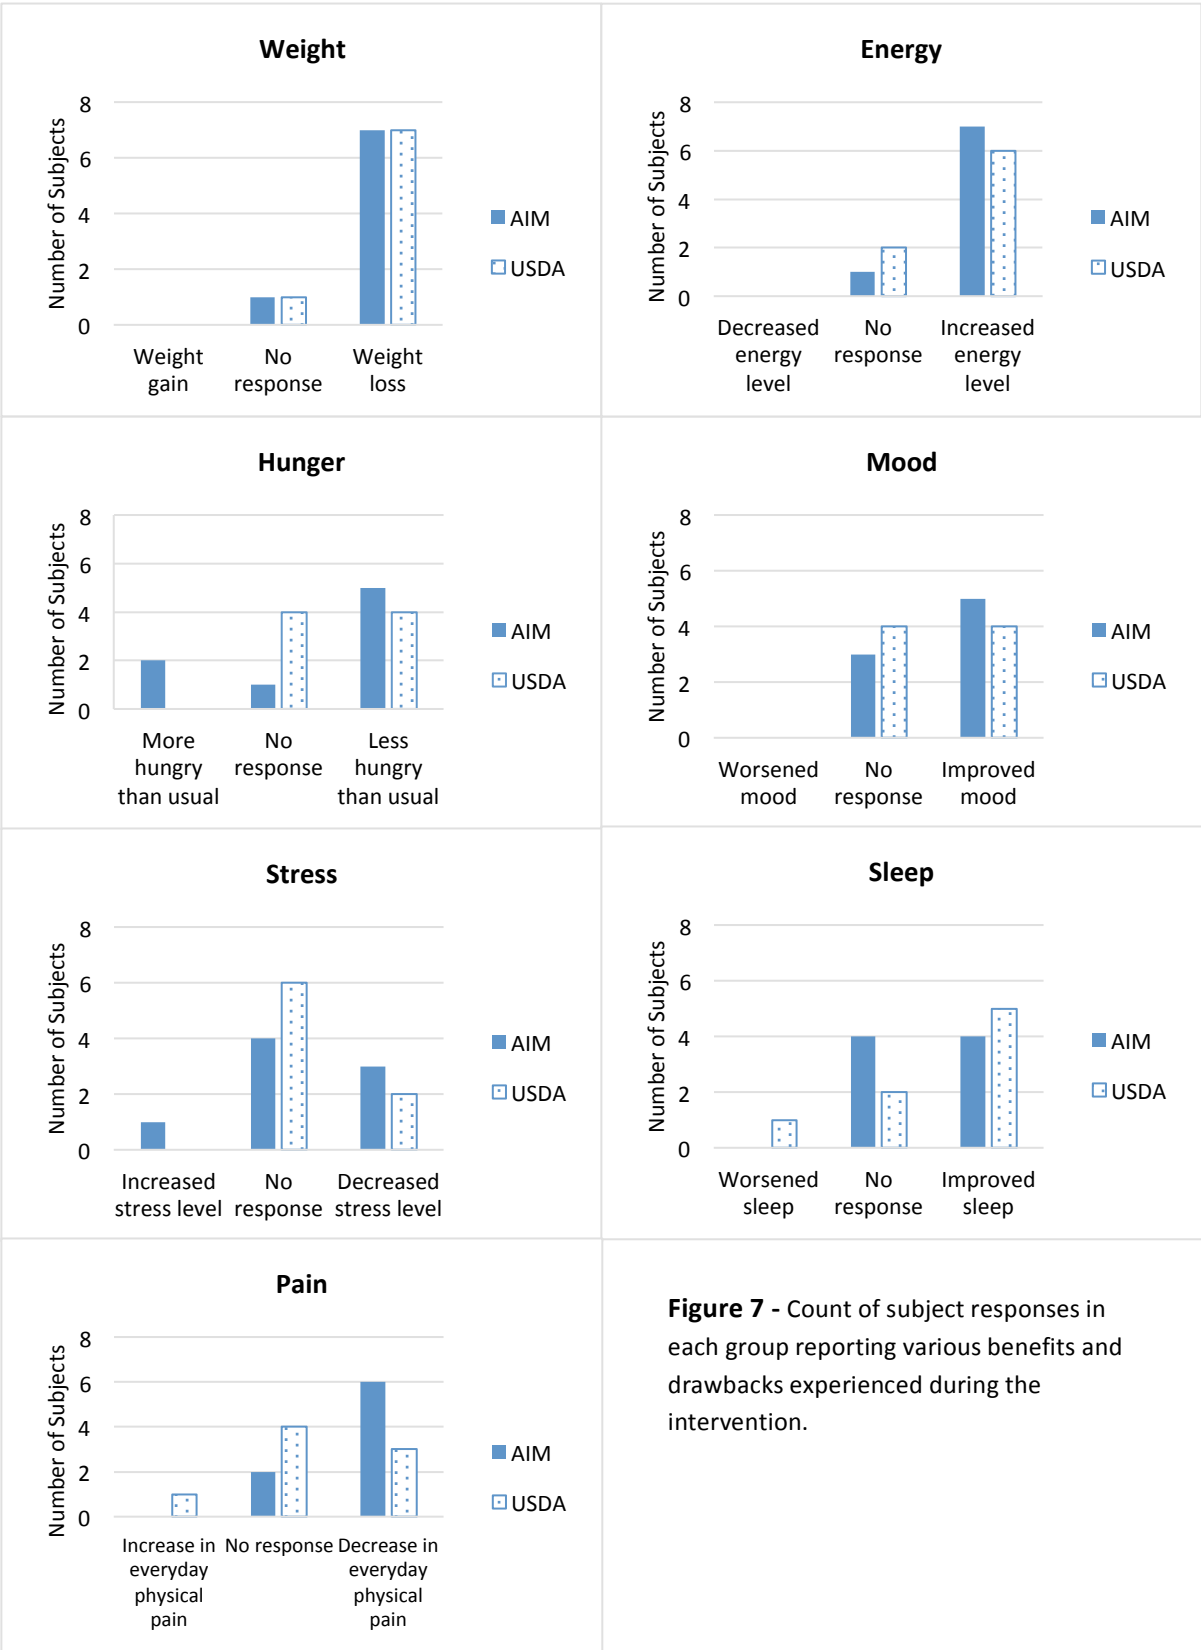 Weight
Number of Subjects
8
6
4
2
0
Weight
gain
No
response
Weight
loss
AIM
USDA
Energy
Number of Subjects
8
6
4
2
0
Decreased
energy
level
No
response
Increased
energy
level
AIM
USDA
Hunger
Number of Subjects
8
6
4
2
0
More
hungry
than usual
No
response
Less
hungry
than usual
AIM
USDA
Mood
Number of Subjects
8
6
4
2
0
Worsened
mood
No
response
Improved
mood
AIM
USDA
Stress
Number of Subjects
8
6
4
2
0
Increased
stress level
No
response
Decreased
stress level
AIM
USDA
Sleep
Number of Subjects
8
6
4
2
0
Worsened
sleep
No
response
Improved
sleep
AIM
USDA
Pain
Number of Subjects
8
6
4
2
0
Increase in
everyday
physical
pain
No response
Decrease in
everyday
physical
pain
AIM
USDA
Figure 7 - Count of subject responses in
each group reporting various benefits and
drawbacks experienced during the
intervention.